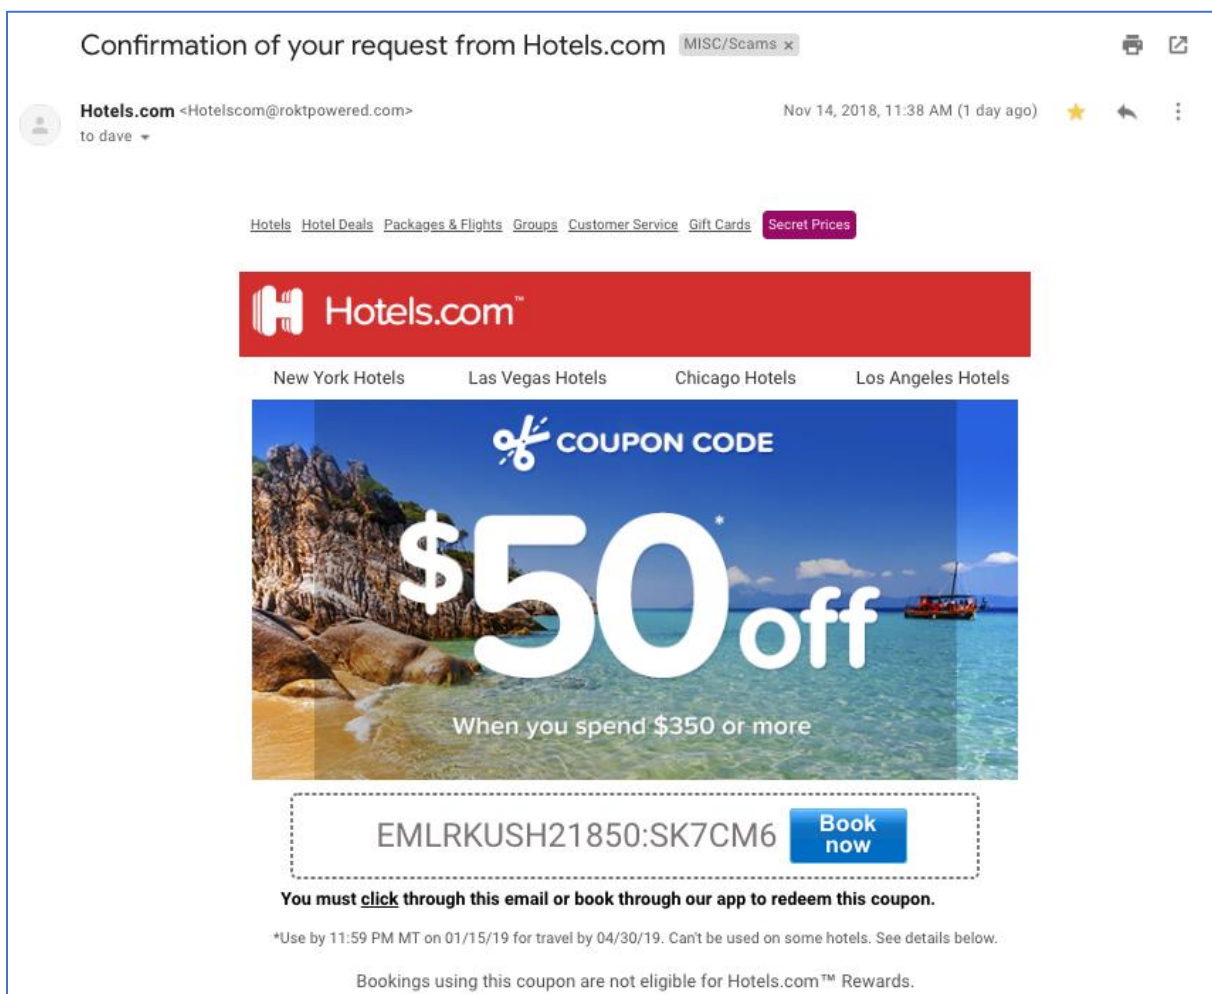 Confirmation of your request from Hotels.com MISC/Scams x
Hotels.com <Hotelscom@roktpowered.com> Nov 14, 2018, 11:38 AM (1 day ago)
to dave
Hotels Hotel Deals Packages & Flights Groups Customer Service Gift Cards Secret Prices
Hotels.com™
New York Hotels Las Vegas Hotels Chicago Hotels Los Angeles Hotels
COUPON CODE
$50*off
When you spend $350 or more
EMLRKUSH21850:SK7CM6 Book
now
You must click through this email or book through our app to redeem this coupon.
*Use by 11:59 PM MT on 01/15/19 for travel by 04/30/19. Can't be used on some hotels. See details below.
Bookings using this coupon are not eligible for Hotels.com™ Rewards.